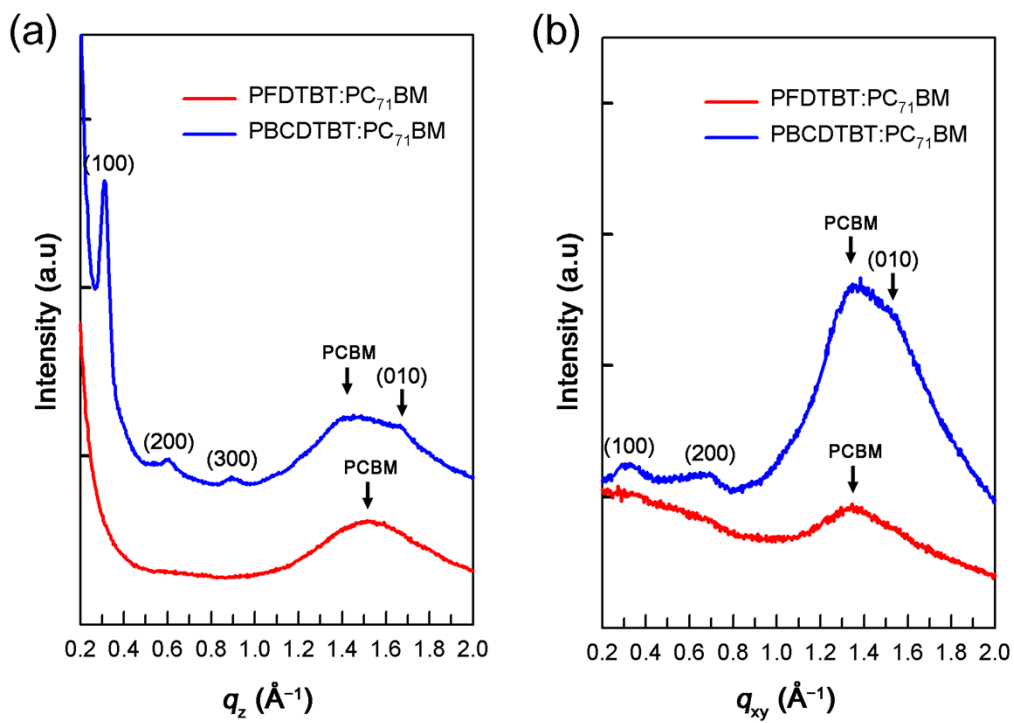 (a)
PFDTBT:PC₇₁BM
PBCDTBT:PC₇₁BM
(100)
(200)
(300)
PCBM
(010)
PCBM
Intensity (a.u)
0.2 0.4 0.6 0.8 1.0 1.2 1.4 1.6 1.8 2.0
q_z (Å⁻¹)
(b)
PFDTBT:PC₇₁BM
PBCDTBT:PC₇₁BM
PCBM
(010)
(100)
(200)
PCBM
Intensity (a.u)
0.2 0.4 0.6 0.8 1.0 1.2 1.4 1.6 1.8 2.0
q_xy (Å⁻¹)